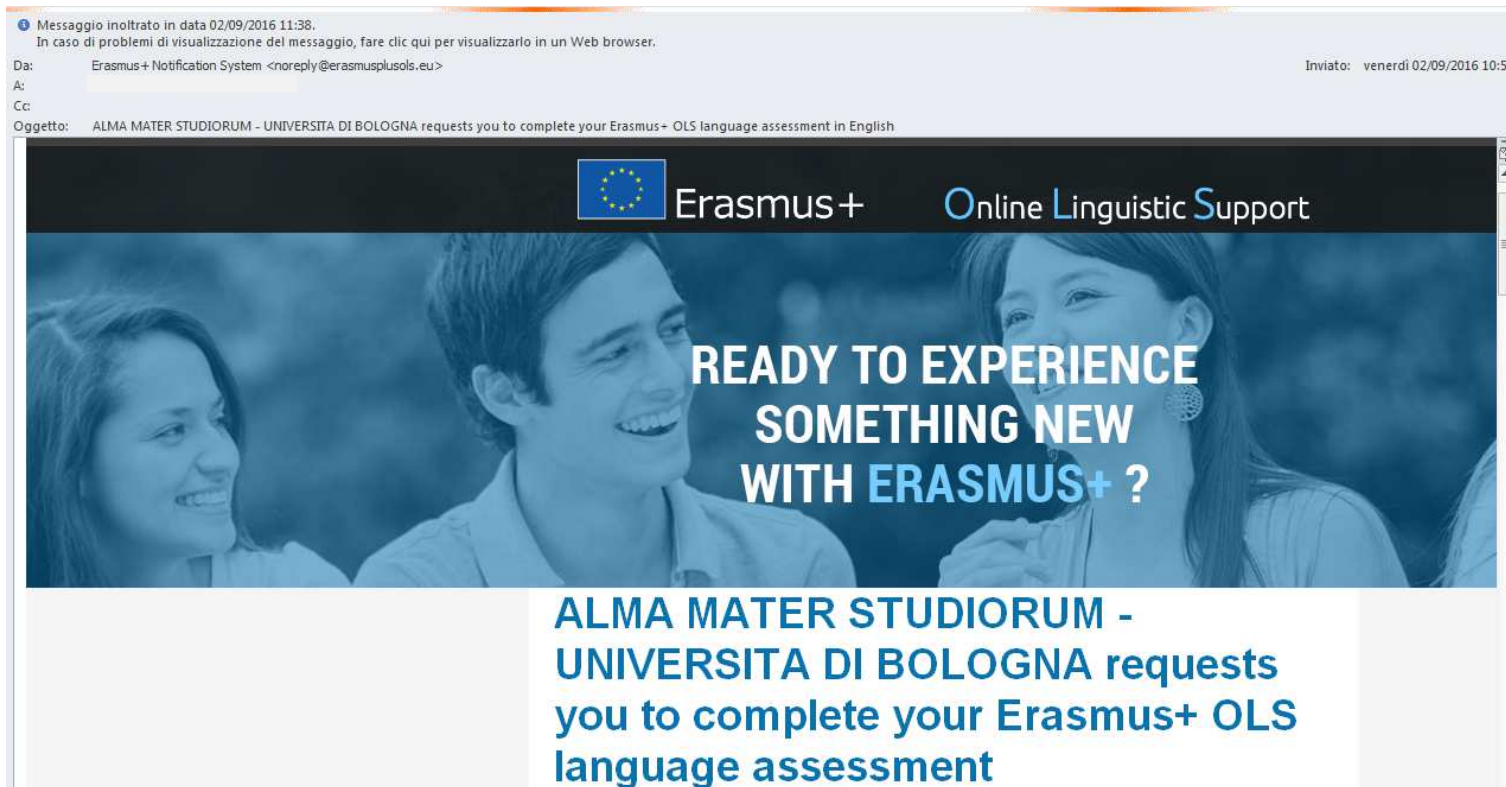 Messaggio inoltrato in data 02/09/2016 11:38.
In caso di problemi di visualizzazione del messaggio, fare clic qui per visualizzarlo in un Web browser.
Da: Erasmus+ Notification System <noreply@erasmusplusols.eu> Inviato: venerdì 02/09/2016 10:5
A:
Cc:
Oggetto: ALMA MATER STUDIORUM - UNIVERSITA DI BOLOGNA requests you to complete your Erasmus+ OLS language assessment in English
Erasmus+ Online Linguistic Support
READY TO EXPERIENCE
SOMETHING NEW
WITH ERASMUS+ ?
ALMA MATER STUDIORUM -
UNIVERSITA DI BOLOGNA requests
you to complete your Erasmus+ OLS
language assessment